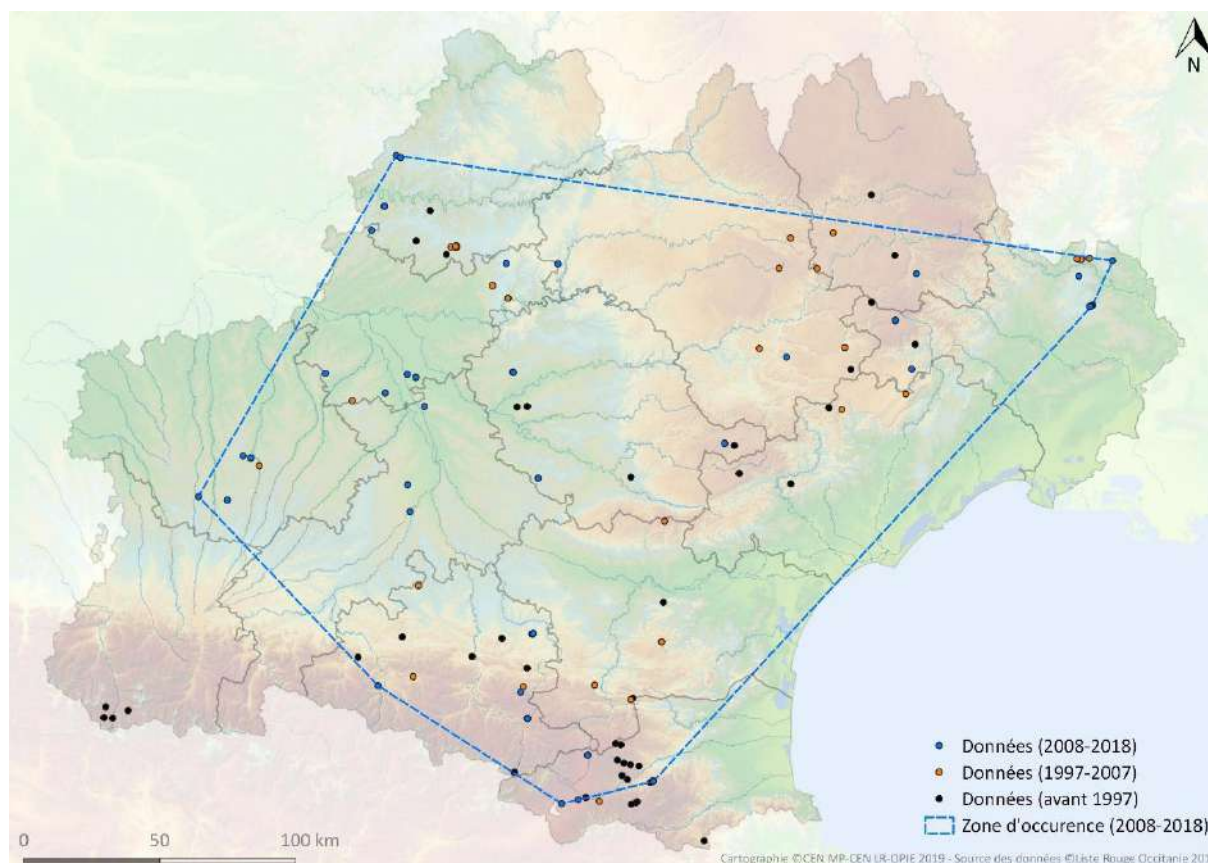 N
Données (2008-2018)
Données (1997-2007)
Données (avant 1997)
Zone d'occurence (2008-2018)
0 50 100 km
Cartographie ©CEN MP-CEN LR-OPIE 2019 - Source des données ©Liste Rouge Occitanie